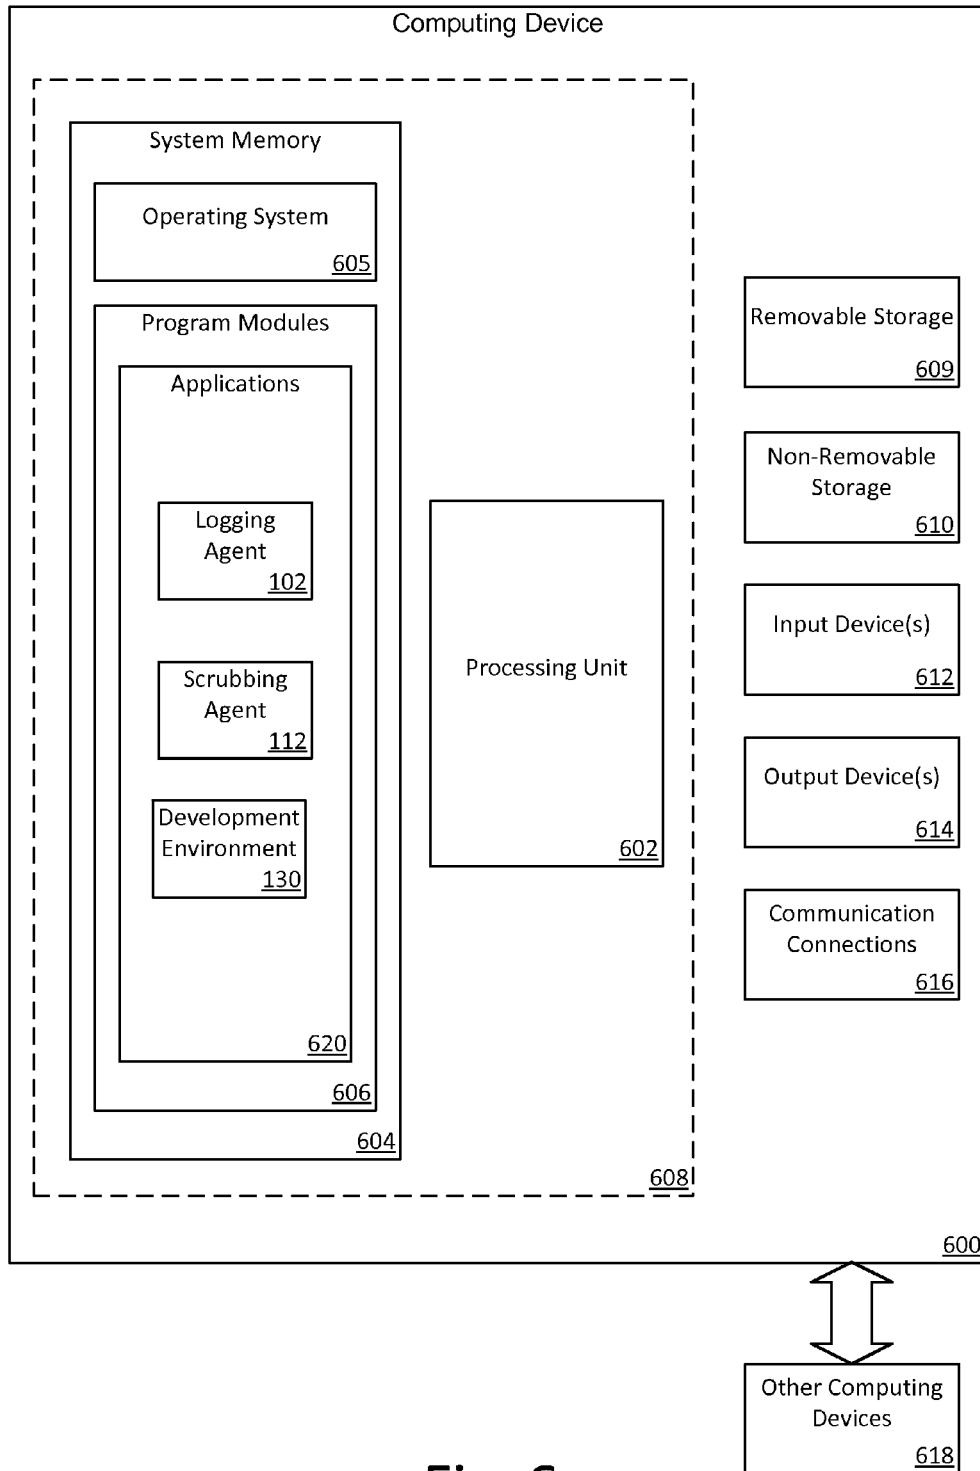 Computing Device
System Memory
Operating System
605
Program Modules
Applications
Logging
Agent
102
Scrubbing
Agent
112
Development
Environment
130
620
606
604
Processing Unit
602
608
Removable Storage
609
Non-Removable
Storage
610
Input Device(s)
612
Output Device(s)
614
Communication
Connections
616
600
Other Computing
Devices
618